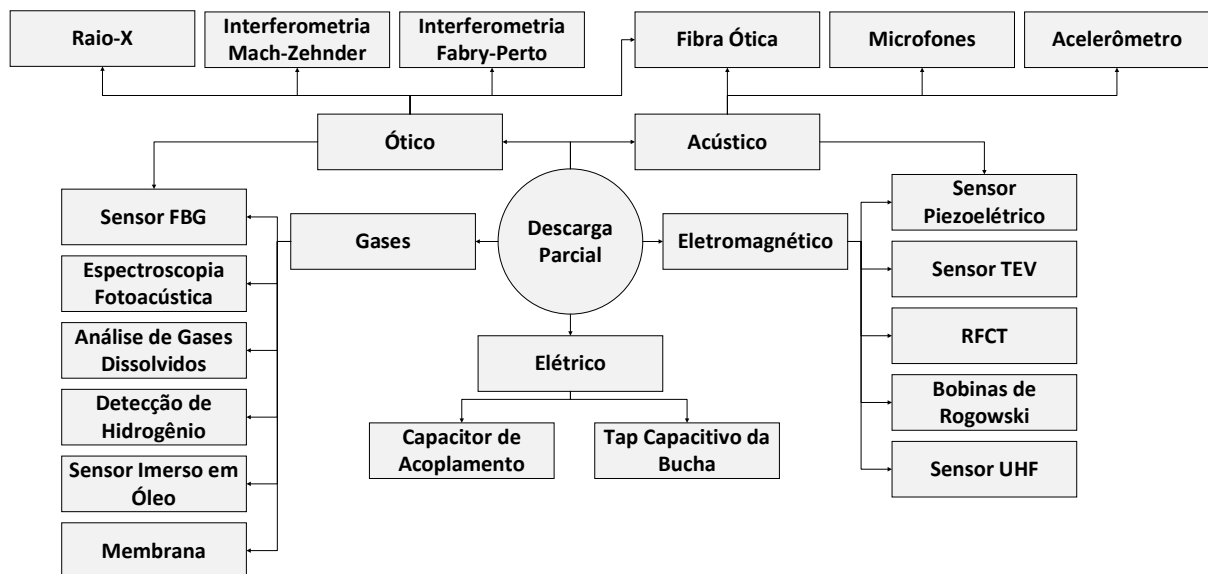 Raio-X
Interferometria
Mach-Zehnder
Interferometria
Fabry-Perto
Fibra Ótica
Microfones
Acelerômetro
Ótico
Acústico
Sensor FBG
Gases
Descarga
Parcial
Eletromagnético
Sensor
Piezoelétrico
Espectroscopia
Fotoacústica
Sensor TEV
Análise de Gases
Dissolvidos
Elétrico
RFCT
Detecção de
Hidrogênio
Capacitor de
Acoplamento
Tap Capacitivo da
Bucha
Bobinas de
Rogowski
Sensor Imerso em
Óleo
Sensor UHF
Membrana